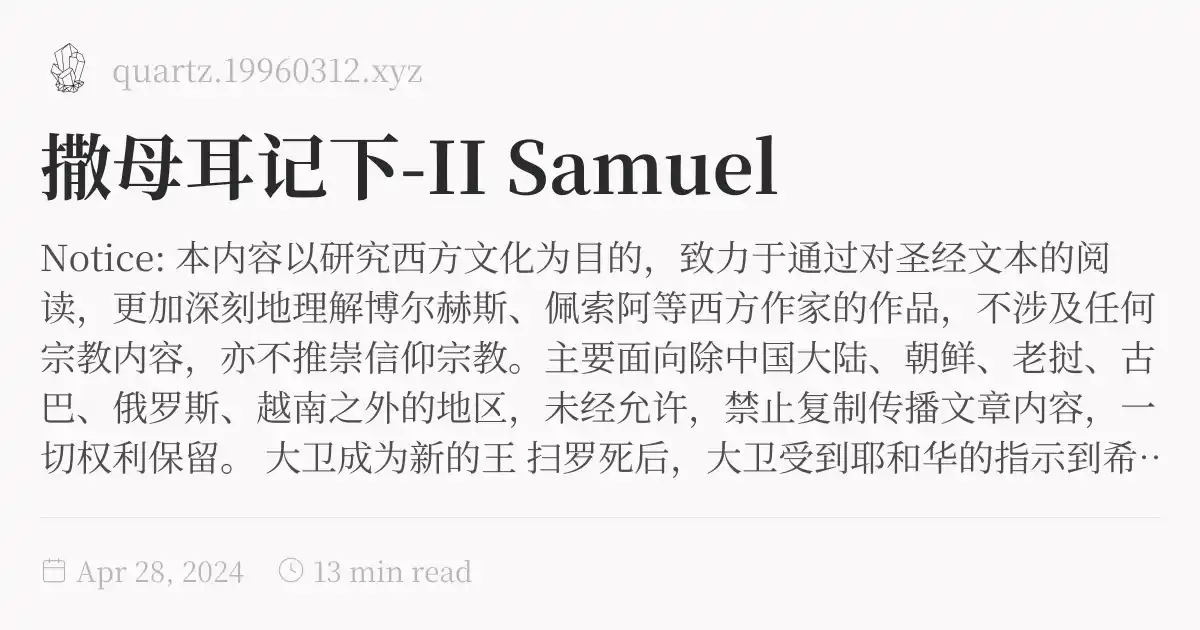 quartz.19960312.xyz
撒母耳记下-II Samuel
Notice: 本内容以研究西方文化为目的，致力于通过对圣经文本的阅
读，更加深刻地理解博尔赫斯、佩索阿等西方作家的作品，不涉及任何
宗教内容，亦不推崇信仰宗教。主要面向除中国大陆、朝鲜、老挝、古
巴、俄罗斯、越南之外的地区，未经允许，禁止复制传播文章内容，一
切权利保留。 大卫成为新的王 扫罗死后，大卫受到耶和华的指示到希…
Apr 28, 2024 13 min read